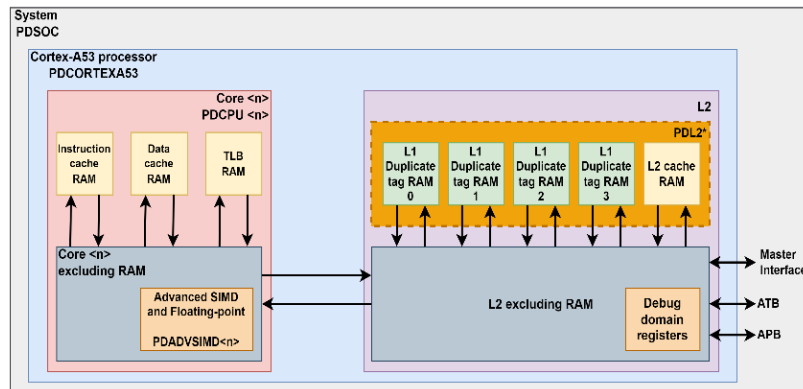 System
PDSOC
Cortex-A53 processor
PDCORTEXA53
Core <n>
PDCPU <n>
L2
PDL2*
Instruction
cache
RAM
Data
cache
RAM
TLB
RAM
L1
Duplicate
tag RAM
0
L1
Duplicate
tag RAM
1
L1
Duplicate
tag RAM
2
L1
Duplicate
tag RAM
3
L2 cache
RAM
Core <n>
excluding RAM
Advanced SIMD
and Floating-point
PDADVSIMD<n>
L2 excluding RAM
Debug
domain
registers
Master
Interface
ATB
APB